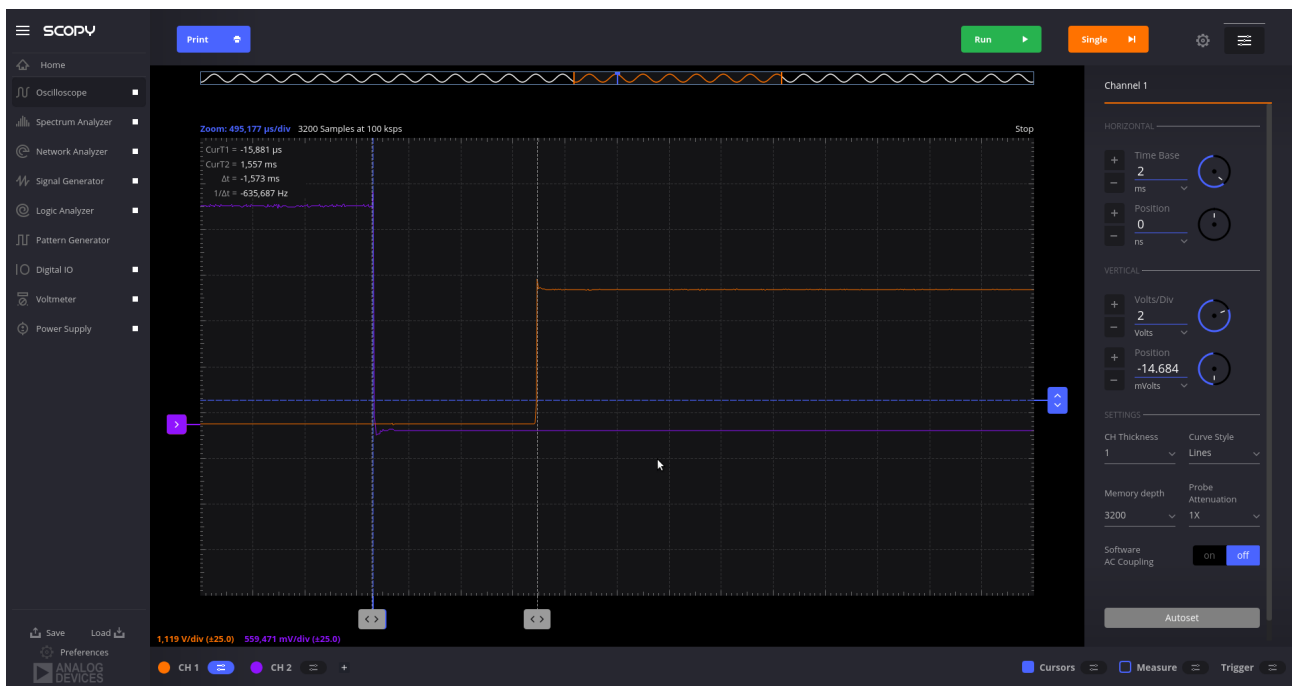 SCOPY
Print
Run
Single
Home
Oscilloscope
Spectrum Analyzer
Network Analyzer
Signal Generator
Logic Analyzer
Pattern Generator
Digital IO
Voltmeter
Power Supply
Save Load
Preferences
ANALOG
DEVICES
Zoom: 495,177 µs/div 3200 Samples at 100 ksps
Stop
CurT1 = -15,881 µs
CurT2 = 1,557 ms
Δt = -1,573 ms
1/Δt = -635,687 Hz
1,119 V/div (±25.0) 559,471 mV/div (±25.0)
CH 1
CH 2
+
Cursors
Measure
Trigger
Channel 1
HORIZONTAL
Time Base
+
2
−
ms
Position
+
0
−
ns
VERTICAL
Volts/Div
+
2
−
Volts
Position
+
-14.684
−
mVolts
SETTINGS
CH Thickness Curve Style
1 Lines
Memory depth Probe
Attenuation
3200 1X
Software
AC Coupling
on off
Autoset